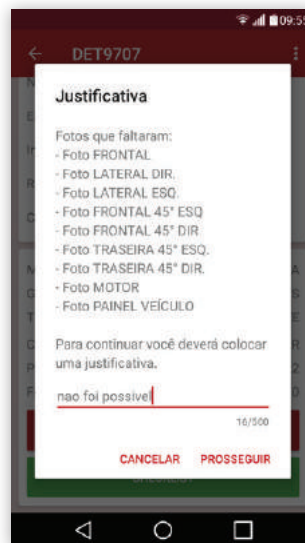 09:55
DET9707
Justificativa
Fotos que faltaram:
- Foto FRONTAL
- Foto LATERAL DIR.
- Foto LATERAL ESQ.
- Foto FRONTAL 45° ESQ
- Foto FRONTAL 45° DIR
- Foto TRASEIRA 45° ESQ.
- Foto TRASEIRA 45° DIR.
- Foto MOTOR
- Foto PAINEL VEÍCULO
Para continuar você deverá colocar
uma justificativa.
nao foi possivel
16/500
CANCELAR PROSSEGUIR